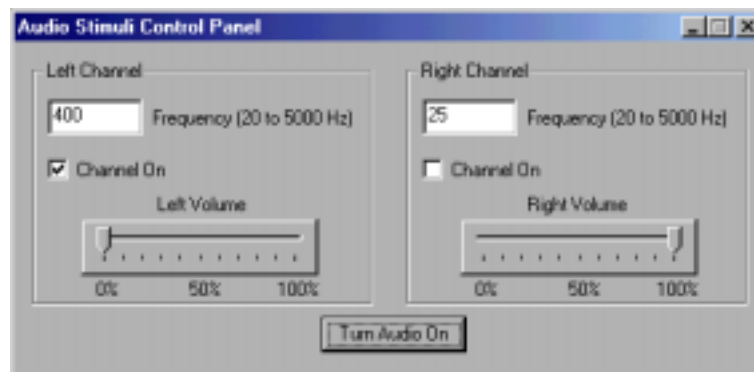 Audio Stimuli Control Panel
Left Channel
400 Frequency (20 to 5000 Hz)
Channel On
Left Volume
0% 50% 100%
Right Channel
25 Frequency (20 to 5000 Hz)
Channel On
Right Volume
0% 50% 100%
Turn Audio On